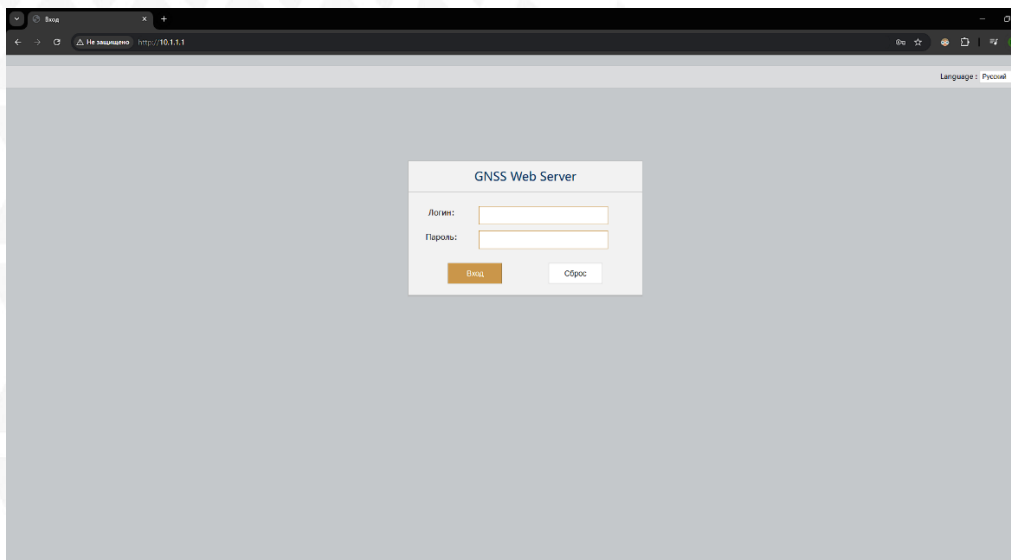 Вход
Не защищено http://10.1.1.1
Language : Русский
GNSS Web Server
Логин:
Пароль:
Вход Сброс